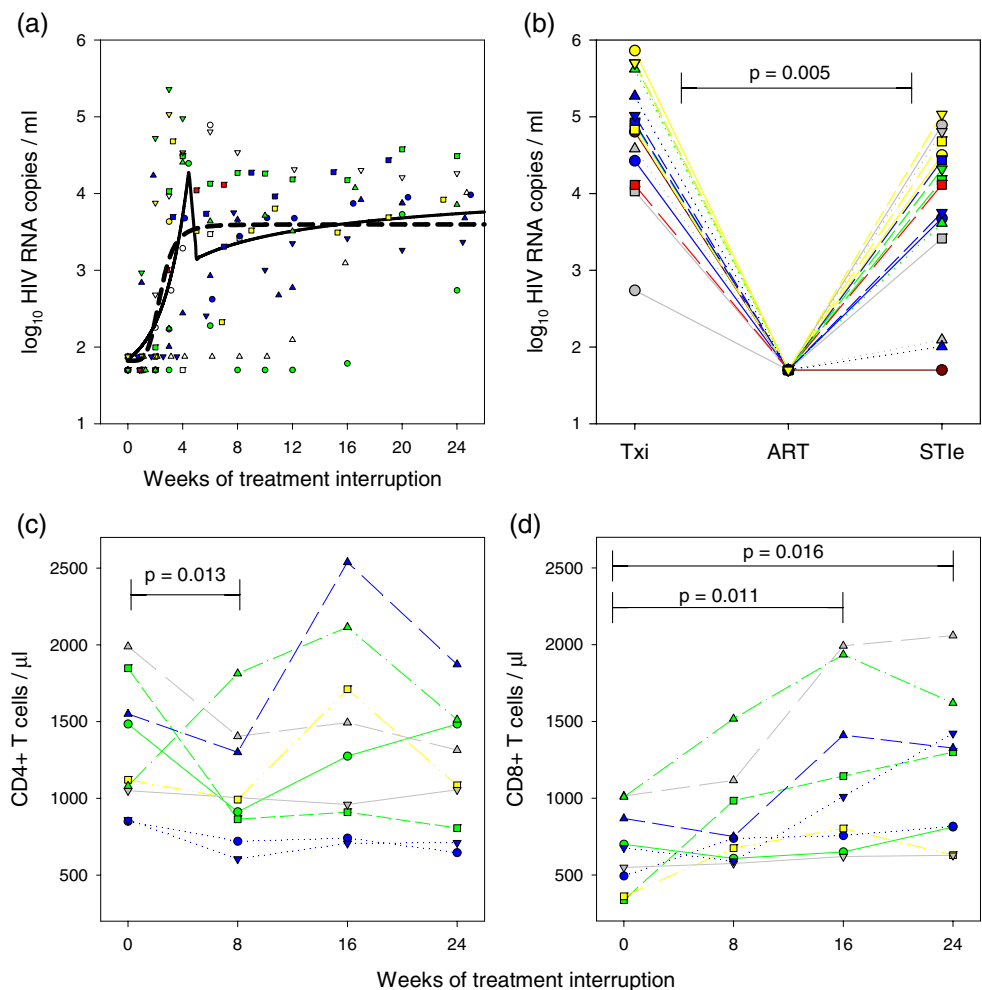 (a)
6
5
4
3
2
1
log10 HIV RNA copies / ml
0 4 8 12 16 20 24
Weeks of treatment interruption
(b)
6
5
4
3
2
1
log10 HIV RNA copies / ml
p = 0.005
Txi ART STIe
(c)
2500
2000
1500
1000
500
CD4+ T cells / µl
p = 0.013
0 8 16 24
(d)
2500
2000
1500
1000
500
CD8+ T cells / µl
p = 0.016
p = 0.011
0 8 16 24
Weeks of treatment interruption